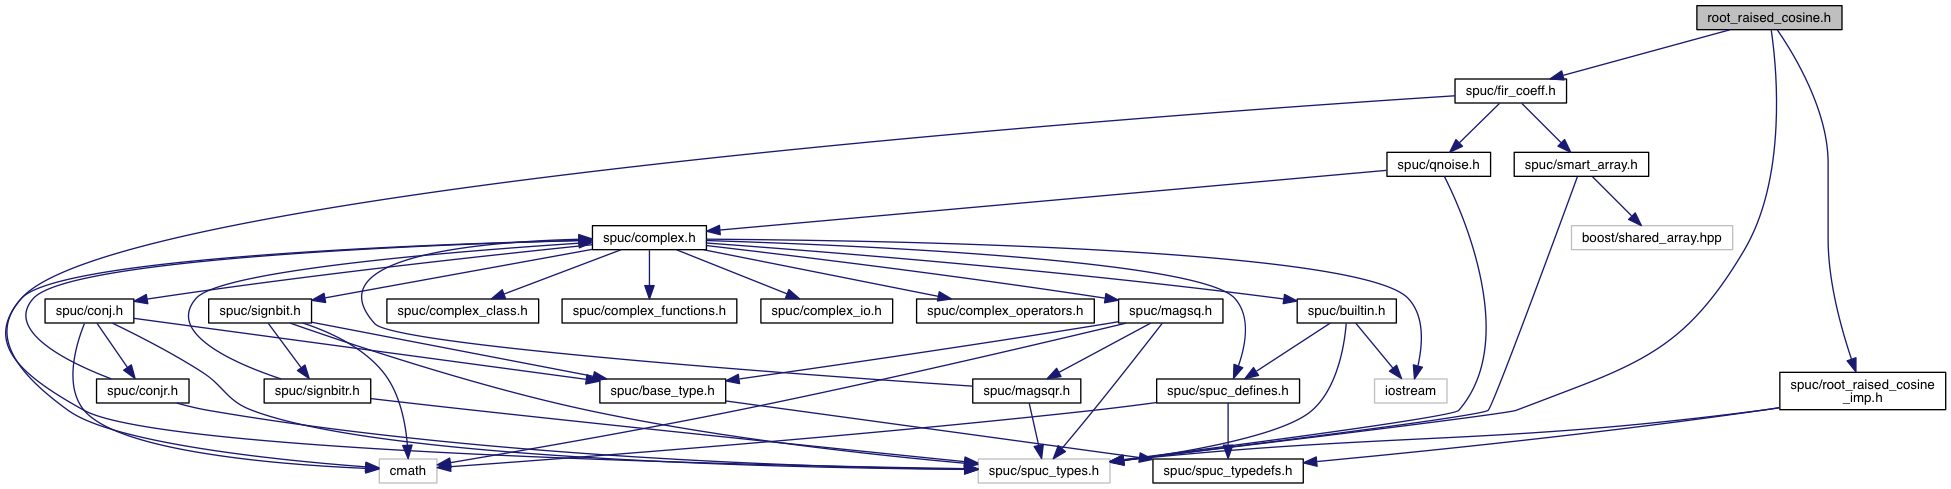 root_raised_cosine.h
spuc/fir_coeff.h
spuc/qnoise.h
spuc/smart_array.h
spuc/complex.h
boost/shared_array.hpp
spuc/conj.h
spuc/signbit.h
spuc/complex_class.h
spuc/complex_functions.h
spuc/complex_io.h
spuc/complex_operators.h
spuc/magsq.h
spuc/builtin.h
spuc/conjr.h
spuc/signbitr.h
spuc/base_type.h
spuc/magsqr.h
spuc/spuc_defines.h
iostream
spuc/root_raised_cosine
_imp.h
cmath
spuc/spuc_types.h
spuc/spuc_typedefs.h